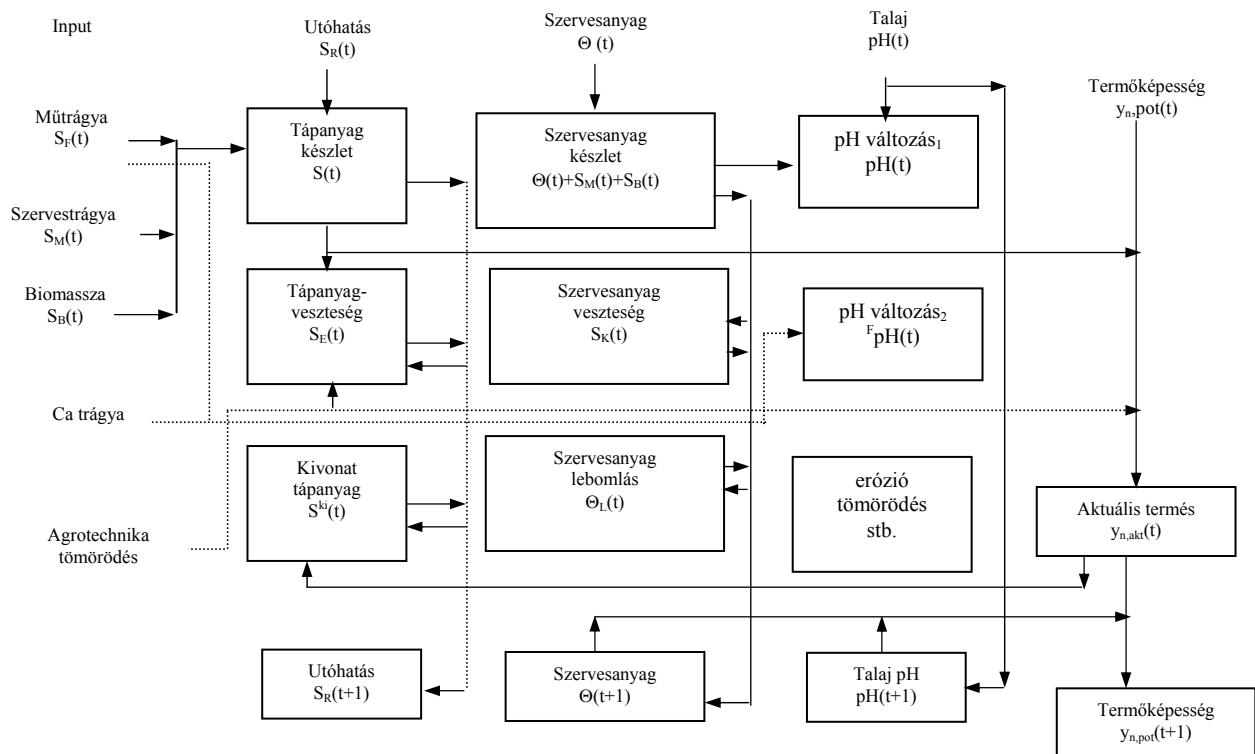 Input
Utóhatás
S_R(t)
Szervesanyag
Θ (t)
Talaj
pH(t)
Termőképesség
y_n,pot(t)
Műtrágya
S_F(t)
Szervestrágya
S_M(t)
Biomassza
S_B(t)
Tápanyag
készlet
S(t)
Szervesanyag
készlet
Θ(t)+S_M(t)+S_B(t)
pH változás_1
pH(t)
Tápanyag-
veszteség
S_E(t)
Szervesanyag
veszteség
S_K(t)
pH változás_2
^FpH(t)
Ca trágya
Kivonat
tápanyag
S^ki(t)
Szervesanyag
lebomlás
Θ_L(t)
erózió
tömörödés
stb.
Aktuális termés
y_n,akt(t)
Agrotechnika
tömörödés
Utóhatás
S_R(t+1)
Szervesanyag
Θ(t+1)
Talaj pH
pH(t+1)
Termőképesség
y_n,pot(t+1)